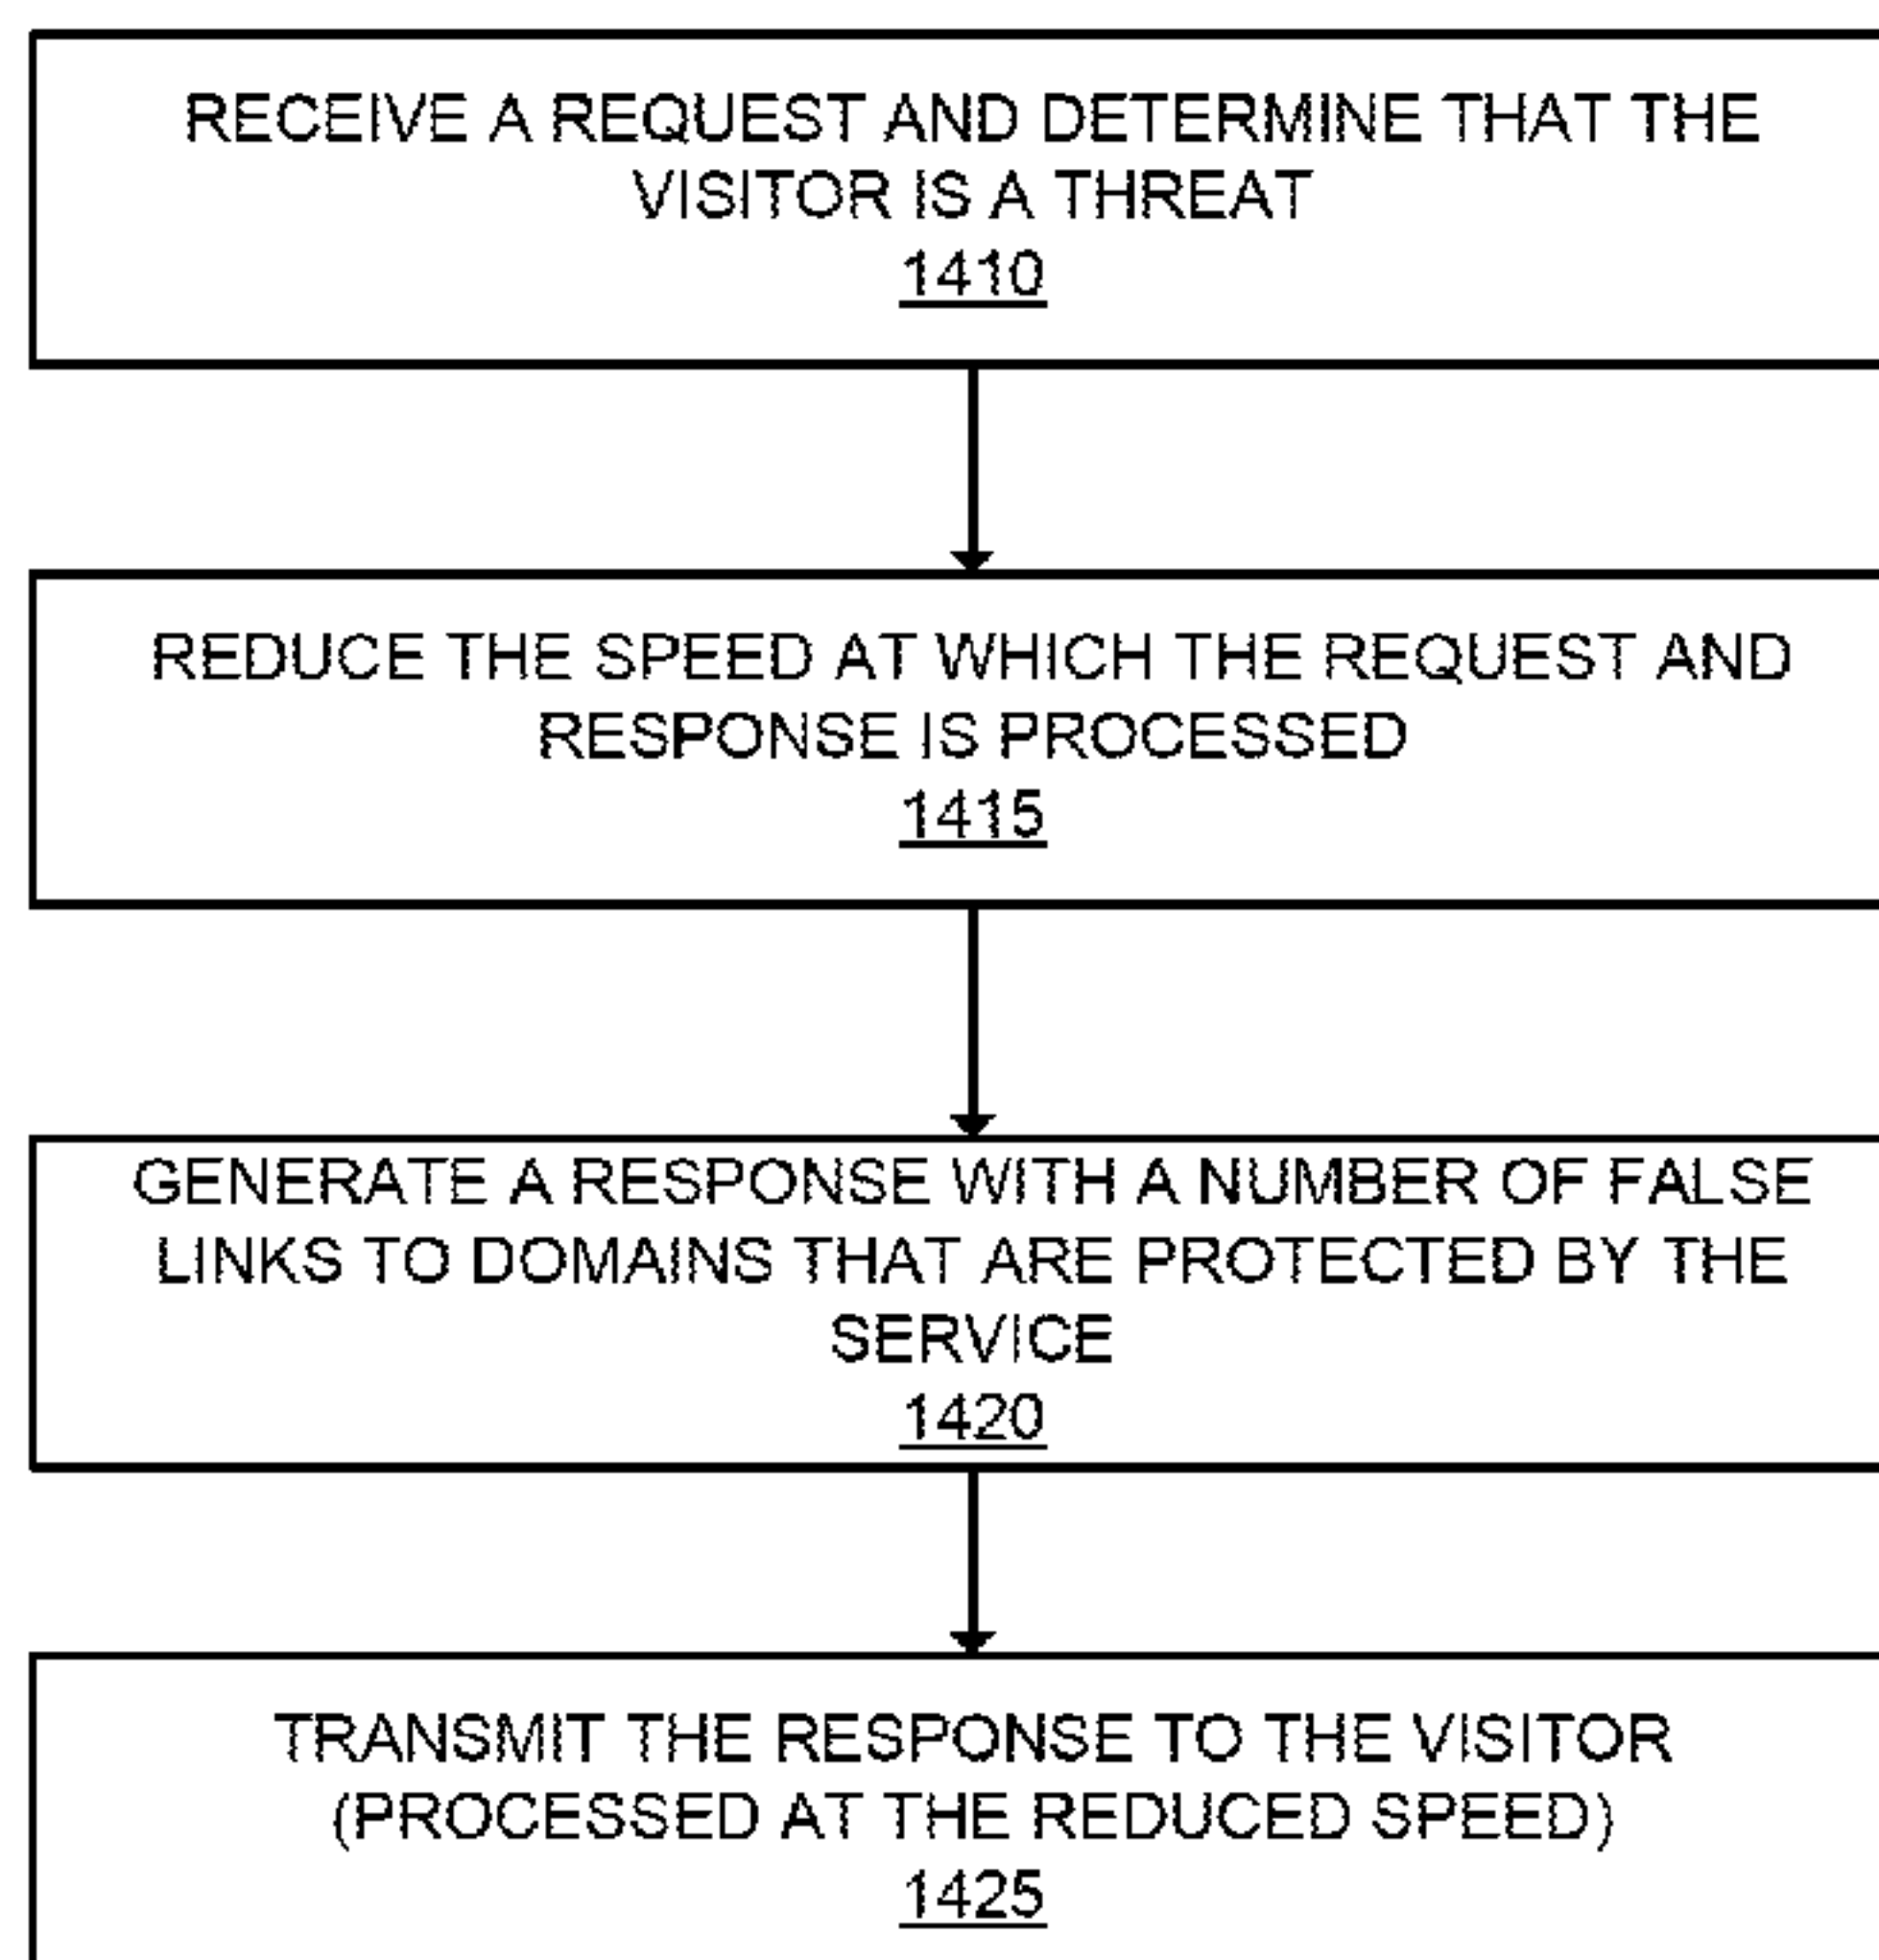 RECEIVE A REQUEST AND DETERMINE THAT THE
VISITOR IS A THREAT
1410
REDUCE THE SPEED AT WHICH THE REQUEST AND
RESPONSE IS PROCESSED
1415
GENERATE A RESPONSE WITH A NUMBER OF FALSE
LINKS TO DOMAINS THAT ARE PROTECTED BY THE
SERVICE
1420
TRANSMIT THE RESPONSE TO THE VISITOR
(PROCESSED AT THE REDUCED SPEED)
1425